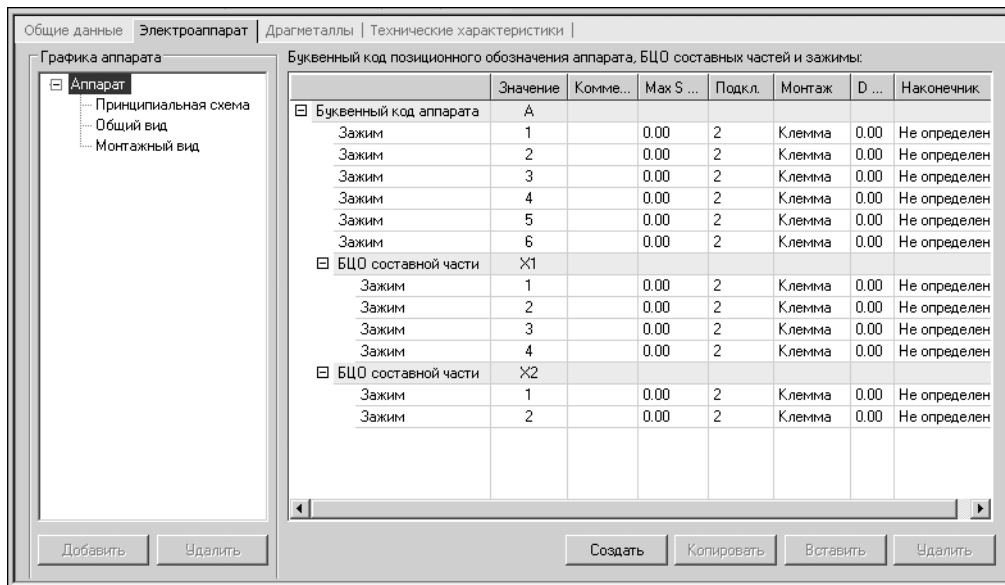 Общие данные Электроаппарат Драгметаллы Технические характеристики
Графика аппарата
Аппарат
Принципиальная схема
Общий вид
Монтажный вид
Добавить Удалить
Буквенный код позиционного обозначения аппарата, БЦО составных частей и зажимы:
Значение Комме... Max S ... Подкл. Монтаж D ... Наконечник
Буквенный код аппарата A
Зажим 1 0.00 2 Клемма 0.00 Не определен
Зажим 2 0.00 2 Клемма 0.00 Не определен
Зажим 3 0.00 2 Клемма 0.00 Не определен
Зажим 4 0.00 2 Клемма 0.00 Не определен
Зажим 5 0.00 2 Клемма 0.00 Не определен
Зажим 6 0.00 2 Клемма 0.00 Не определен
БЦО составной части X1
Зажим 1 0.00 2 Клемма 0.00 Не определен
Зажим 2 0.00 2 Клемма 0.00 Не определен
Зажим 3 0.00 2 Клемма 0.00 Не определен
Зажим 4 0.00 2 Клемма 0.00 Не определен
БЦО составной части X2
Зажим 1 0.00 2 Клемма 0.00 Не определен
Зажим 2 0.00 2 Клемма 0.00 Не определен
Создать Копировать Вставить Удалить